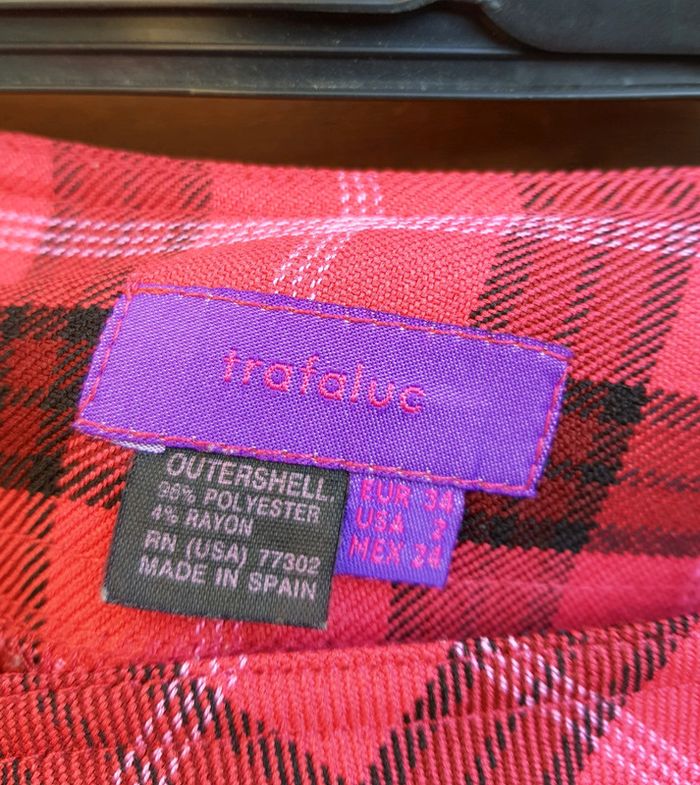 trafaluc
OUTERSHELL.
96% POLYESTER
4% RAYON
RN (USA) 77302
MADE IN SPAIN
EUR 34
USA 2
MEX 24